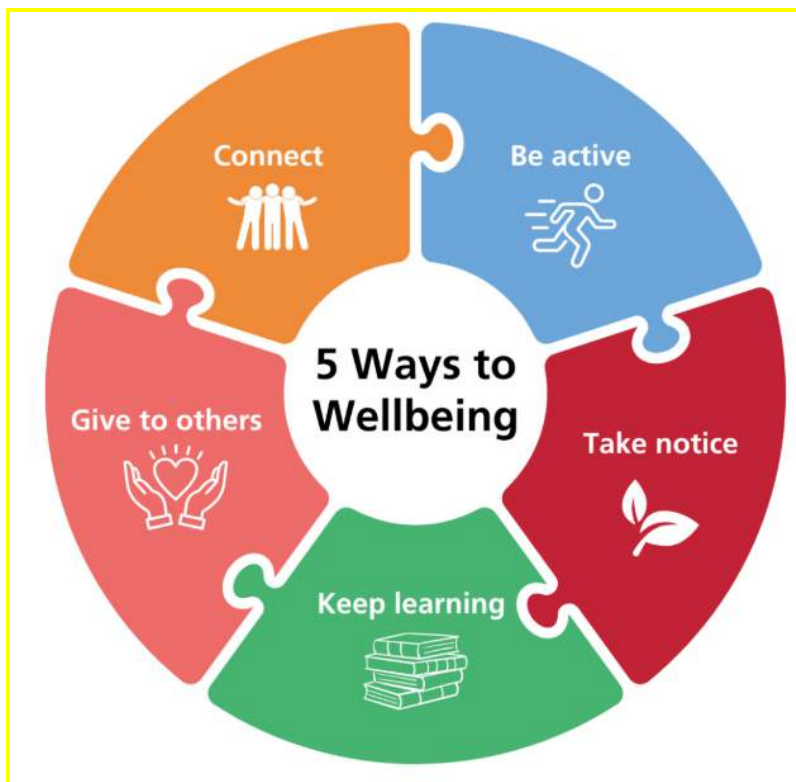 Connect
Be active
5 Ways to
Wellbeing
Give to others
Take notice
Keep learning